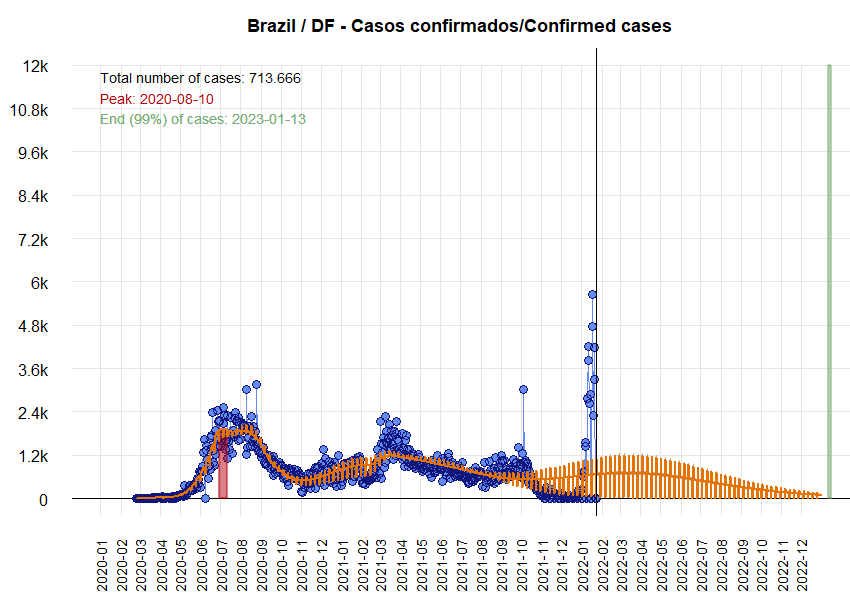 Brazil / DF - Casos confirmados/Confirmed cases
Total number of cases: 713.666
Peak: 2020-08-10
End (99%) of cases: 2023-01-13
12k
10.8k
9.6k
8.4k
7.2k
6k
4.8k
3.6k
2.4k
1.2k
0
2020-01
2020-02
2020-03
2020-04
2020-05
2020-06
2020-07
2020-08
2020-09
2020-10
2020-11
2020-12
2021-01
2021-02
2021-03
2021-04
2021-05
2021-06
2021-07
2021-08
2021-09
2021-10
2021-11
2021-12
2022-01
2022-02
2022-03
2022-04
2022-05
2022-06
2022-07
2022-08
2022-09
2022-10
2022-11
2022-12